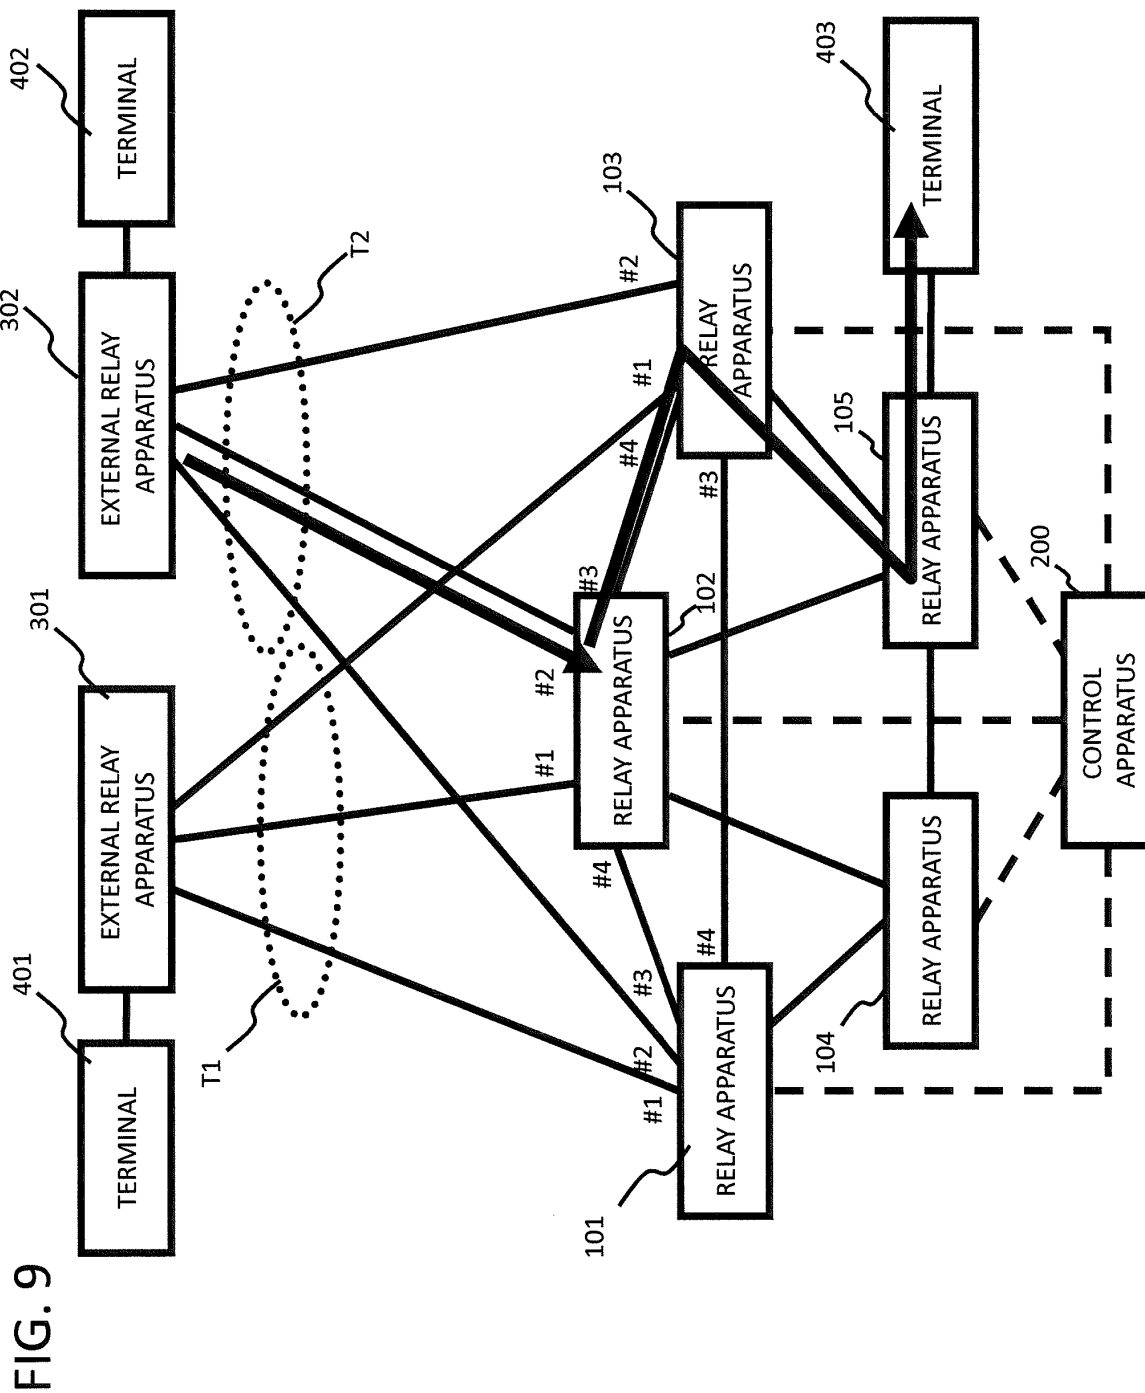 FIG. 9
401
TERMINAL
301
EXTERNAL RELAY
APPARATUS
302
EXTERNAL RELAY
APPARATUS
402
TERMINAL
T1
T2
#1
#2
#3
#4
101
RELAY APPARATUS
#1
#2
#3
#4
102
RELAY APPARATUS
#1
#2
#3
#4
103
RELAY
APPARATUS
104
RELAY APPARATUS
105
RELAY APPARATUS
403
TERMINAL
200
CONTROL
APPARATUS